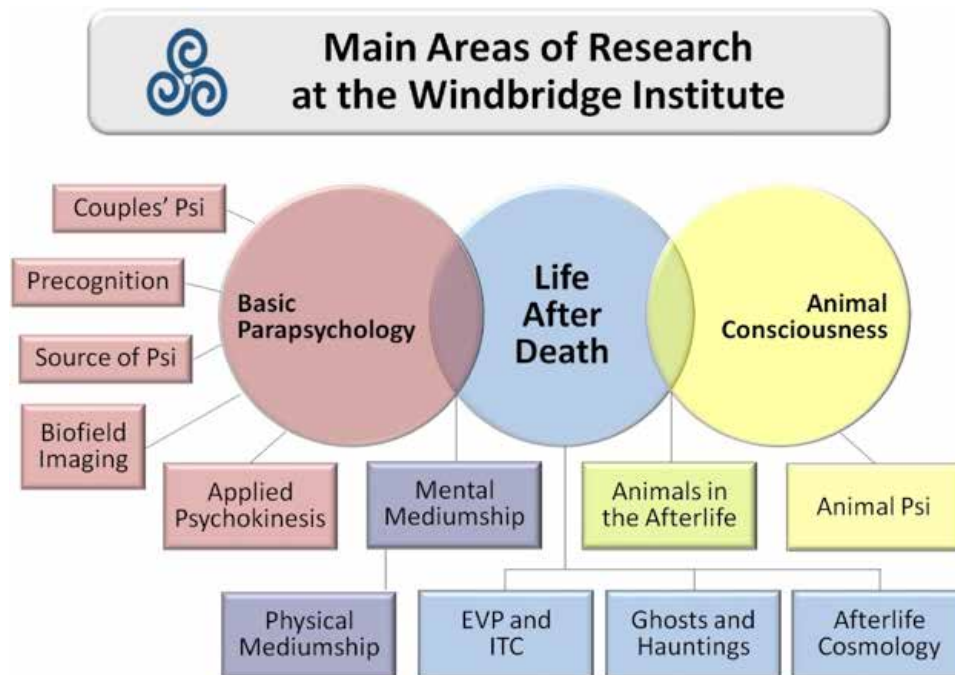 Main Areas of Research
at the Windbridge Institute
Couples’ Psi
Precognition
Source of Psi
Biofield
Imaging
Basic
Parapsychology
Life
After
Death
Animal
Consciousness
Applied
Psychokinesis
Mental
Mediumship
Animals in
the Afterlife
Animal Psi
Physical
Mediumship
EVP and
ITC
Ghosts and
Hauntings
Afterlife
Cosmology